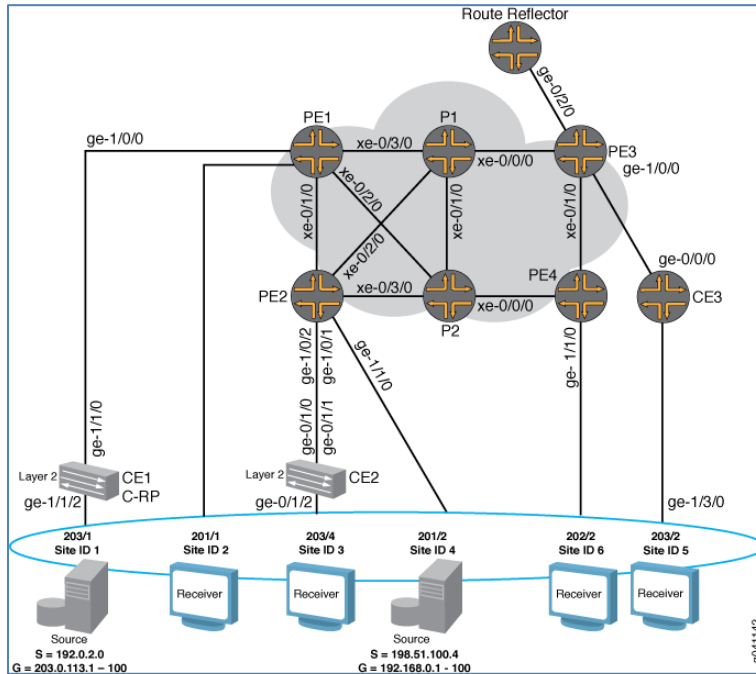 Route Reflector
ge-0/2/0
PE1
P1
PE3
ge-1/0/0
xe-0/3/0
xe-0/0/0
ge-1/0/0
xe-0/1/0
xe-0/2/0
xe-0/2/0
xe-0/1/0
xe-0/1/0
ge-0/0/0
PE2
xe-0/3/0
P2
xe-0/0/0
PE4
CE3
ge-1/0/2
ge-1/0/1
ge-1/1/0
ge- 1/1/0
ge-1/1/0
ge-0/1/0
ge-0/1/1
Layer 2
CE1
C-RP
Layer 2
CE2
ge-1/1/2
ge-0/1/2
ge-1/3/0
203/1
Site ID 1
201/1
Site ID 2
203/4
Site ID 3
201/2
Site ID 4
202/2
Site ID 6
203/2
Site ID 5
Receiver
Receiver
Receiver
Receiver
Source
S = 192.0.2.0
G = 203.0.113.1 – 100
Source
S = 198.51.100.4
G = 192.168.0.1 - 100